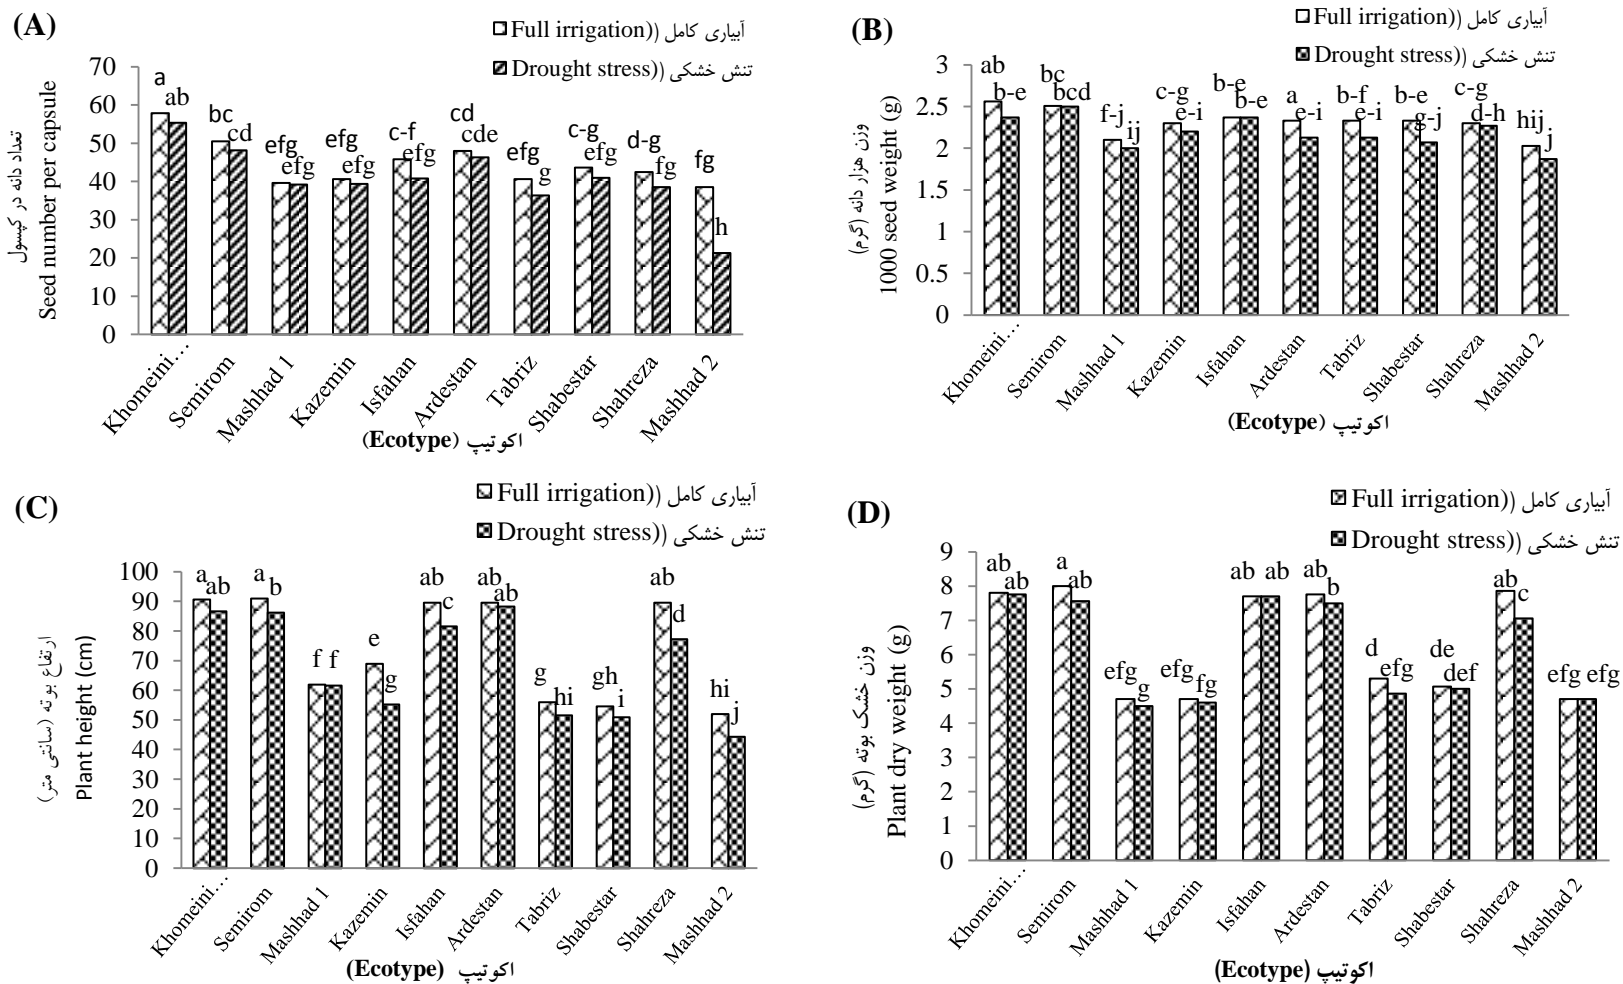 (A)
Full irrigation)) آبیاری کامل
Drought stress)) تنش خشکی
تعداد دانه در کپسول
Seed number per capsule
70
60
50
40
30
20
10
0
a ab bc cd efg efg efg efg c-f efg cd cde efg g c-g efg d-g fg fg h
Khomeini… Semirom Mashhad 1 Kazemin Isfahan Ardestan Tabriz Shabestar Shahreza Mashhad 2
اکوتیپ (Ecotype)
(B)
Full irrigation)) آبیاری کامل
Drought stress)) تنش خشکی
وزن هزار دانه (گرم)
1000 seed weight (g)
3
2.5
2
1.5
1
0.5
0
ab b-e bc bcd f-j ij c-g e-i b-e b-e a e-i b-f e-i b-e g-j c-g d-h hij j
Khomeini… Semirom Mashhad 1 Kazemin Isfahan Ardestan Tabriz Shabestar Shahreza Mashhad 2
اکوتیپ (Ecotype)
(C)
Full irrigation)) آبیاری کامل
Drought stress)) تنش خشکی
ارتفاع بوته (سانتی متر)
Plant height (cm)
100
90
80
70
60
50
40
30
20
10
0
a ab a b f f e g ab c ab ab g hi gh i ab d hi j
Khomeini… Semirom Mashhad 1 Kazemin Isfahan Ardestan Tabriz Shabestar Shahreza Mashhad 2
اکوتیپ (Ecotype)
(D)
Full irrigation)) آبیاری کامل
Drought stress)) تنش خشکی
وزن خشک بوته (گرم)
Plant dry weight (g)
9
8
7
6
5
4
3
2
1
0
ab ab a ab efg g efg fg ab ab ab b d efg de def ab c efg efg
Khomeini… Semirom Mashhad 1 Kazemin Isfahan Ardestan Tabriz Shabestar Shahreza Mashhad 2
اکوتیپ (Ecotype)